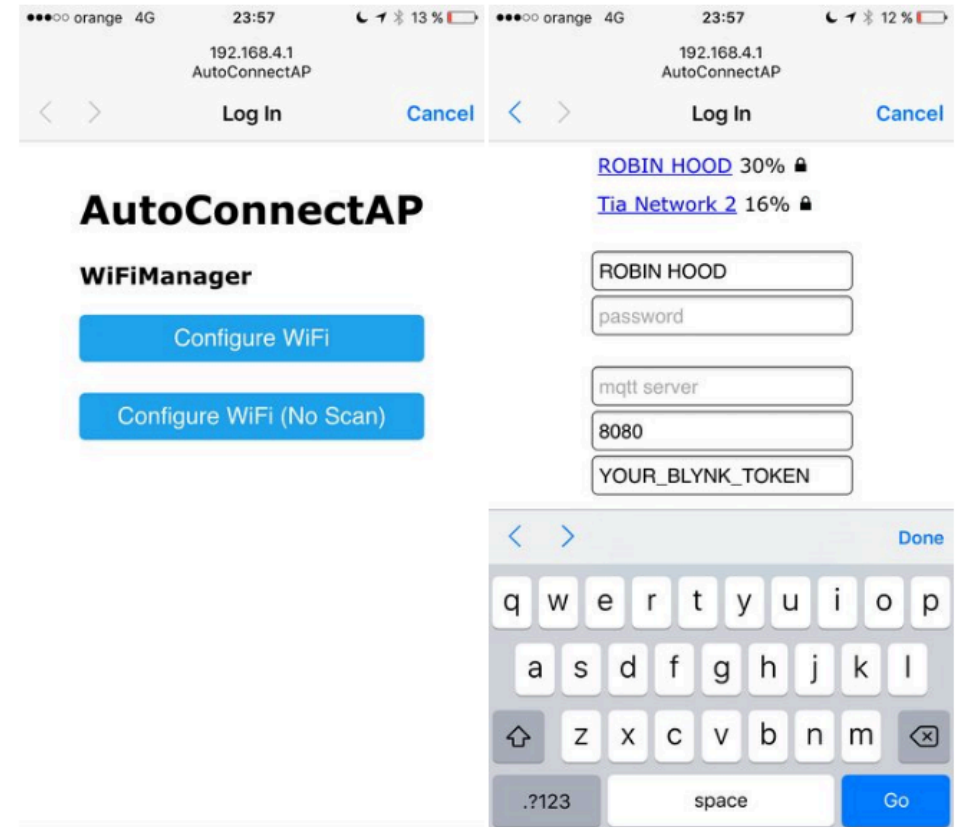 orange 4G 23:57 13 %
192.168.4.1
AutoConnectAP
Log In Cancel
AutoConnectAP
WiFiManager
Configure WiFi
Configure WiFi (No Scan)
orange 4G 23:57 12 %
192.168.4.1
AutoConnectAP
Log In Cancel
ROBIN HOOD 30%
Tia Network 2 16%
ROBIN HOOD
password
mqtt server
8080
YOUR_BLYNK_TOKEN
Done
q w e r t y u i o p
a s d f g h j k l
z x c v b n m
.?123 space Go